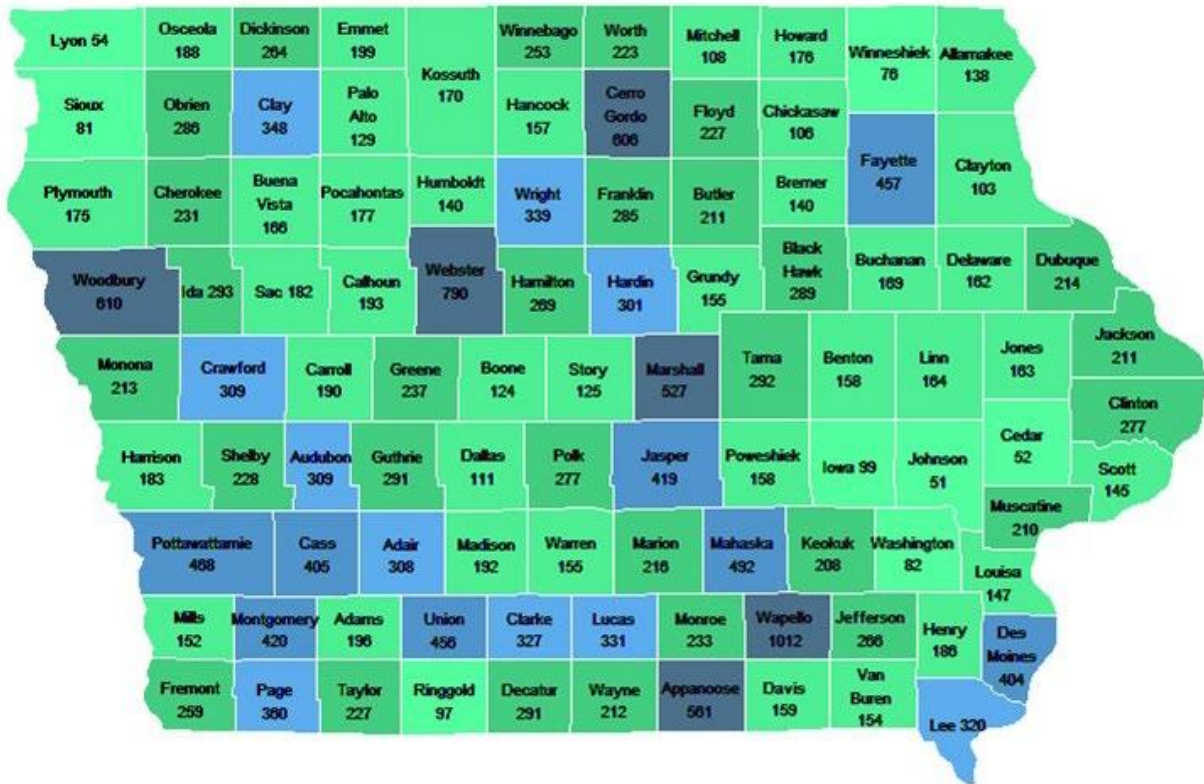 Lyon 54
Osceola
188
Dickinson
264
Emmet
199
Kossuth
170
Winnebago
253
Worth
223
Mitchell
108
Howard
176
Winneshiek
76
Allamakee
138
Sioux
81
Obrien
286
Clay
348
Palo
Alto
129
Hancock
157
Cerro
Gordo
606
Floyd
227
Chickasaw
106
Fayette
457
Clayton
103
Plymouth
175
Cherokee
231
Buena
Vista
166
Pocahontas
177
Humboldt
140
Wright
339
Franklin
285
Butler
211
Bremer
140
Woodbury
610
Ida 293
Sac 182
Calhoun
193
Webster
790
Hamilton
269
Hardin
301
Grundy
155
Black
Hawk
289
Buchanan
169
Delaware
162
Dubuque
214
Monona
213
Crawford
309
Carroll
190
Greene
237
Boone
124
Story
125
Marshall
527
Tama
292
Benton
158
Linn
164
Jones
163
Jackson
211
Clinton
277
Harrison
183
Shelby
228
Audubon
309
Guthrie
291
Dallas
111
Polk
277
Jasper
419
Poweshiek
158
Iowa 99
Johnson
51
Cedar
52
Scott
145
Muscatine
210
Pottawattamie
468
Cass
405
Adair
308
Madison
192
Warren
155
Marion
216
Mahaska
492
Keokuk
208
Washington
82
Louisa
147
Mills
152
Montgomery
420
Adams
196
Union
456
Clarke
327
Lucas
331
Monroe
233
Wapello
1012
Jefferson
266
Henry
186
Des
Moines
404
Fremont
259
Page
360
Taylor
227
Ringgold
97
Decatur
291
Wayne
212
Appanoose
561
Davis
159
Van
Buren
154
Lee 320